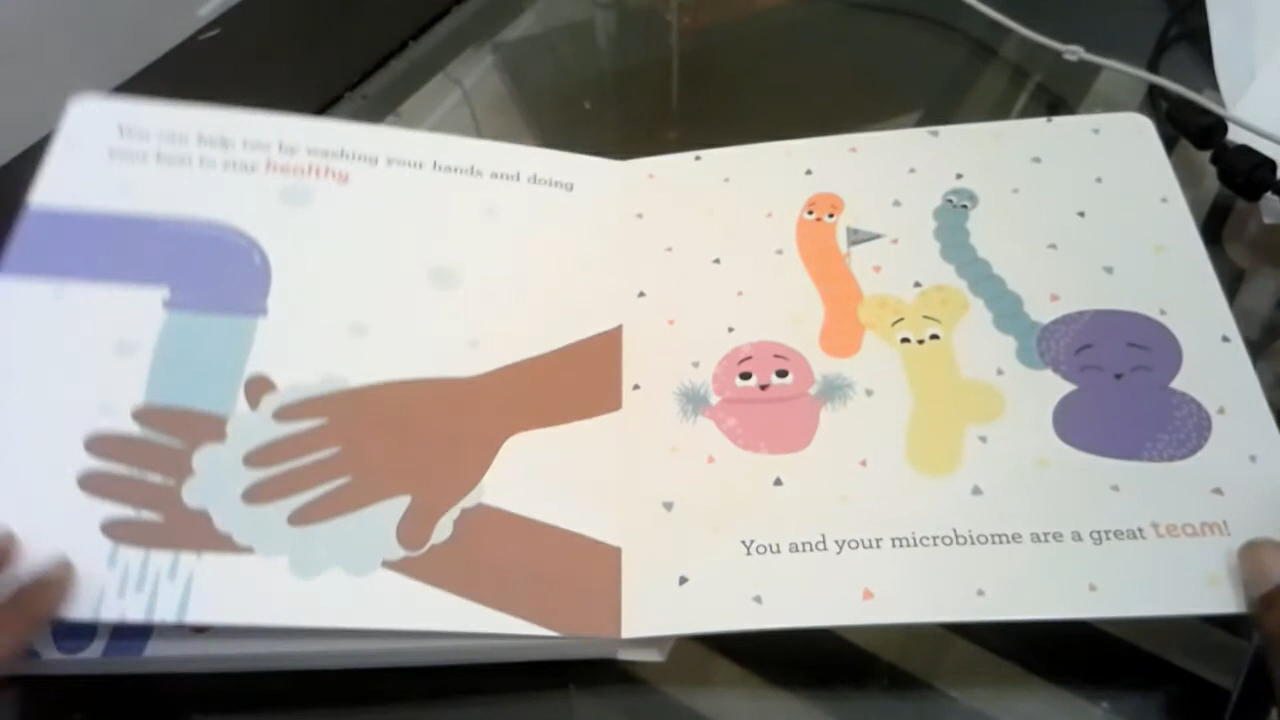 You can help too by washing your hands and doing
your best to stay healthy
You and your microbiome are a great team!